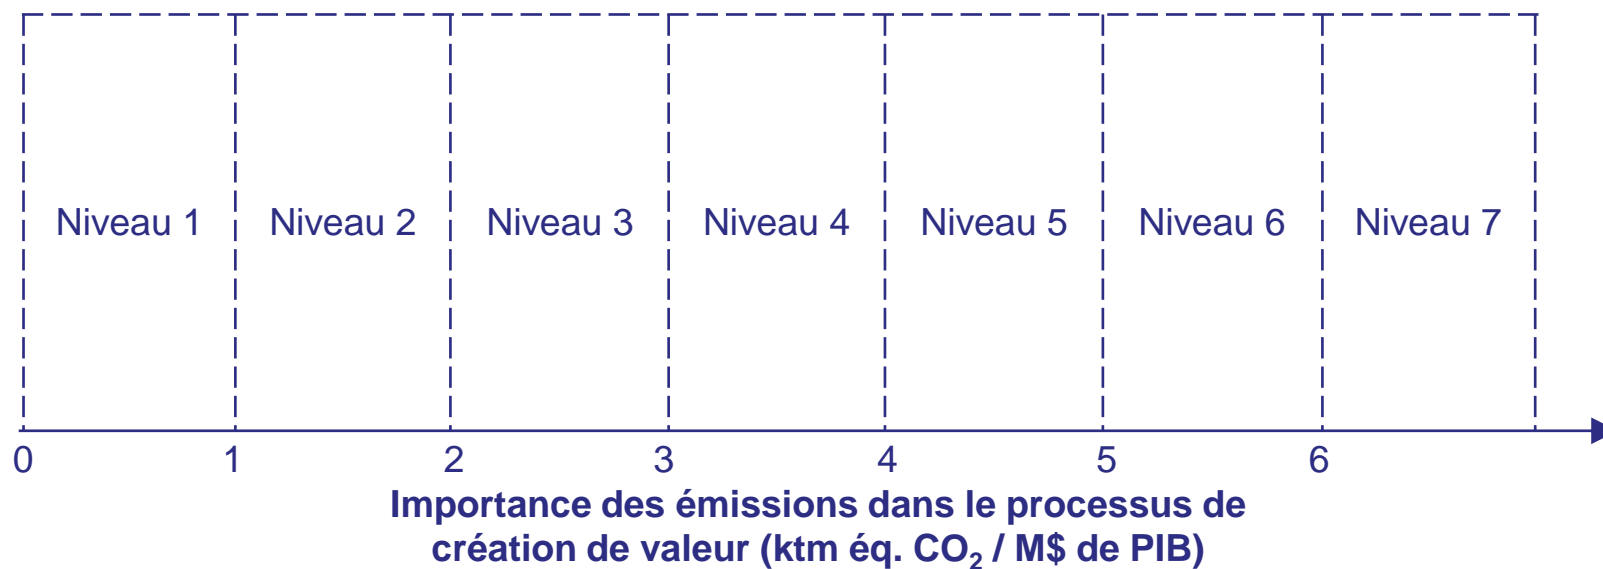 Niveau 1 Niveau 2 Niveau 3 Niveau 4 Niveau 5 Niveau 6 Niveau 7
0 1 2 3 4 5 6
Importance des émissions dans le processus de
création de valeur (ktm éq. CO₂ / M$ de PIB)